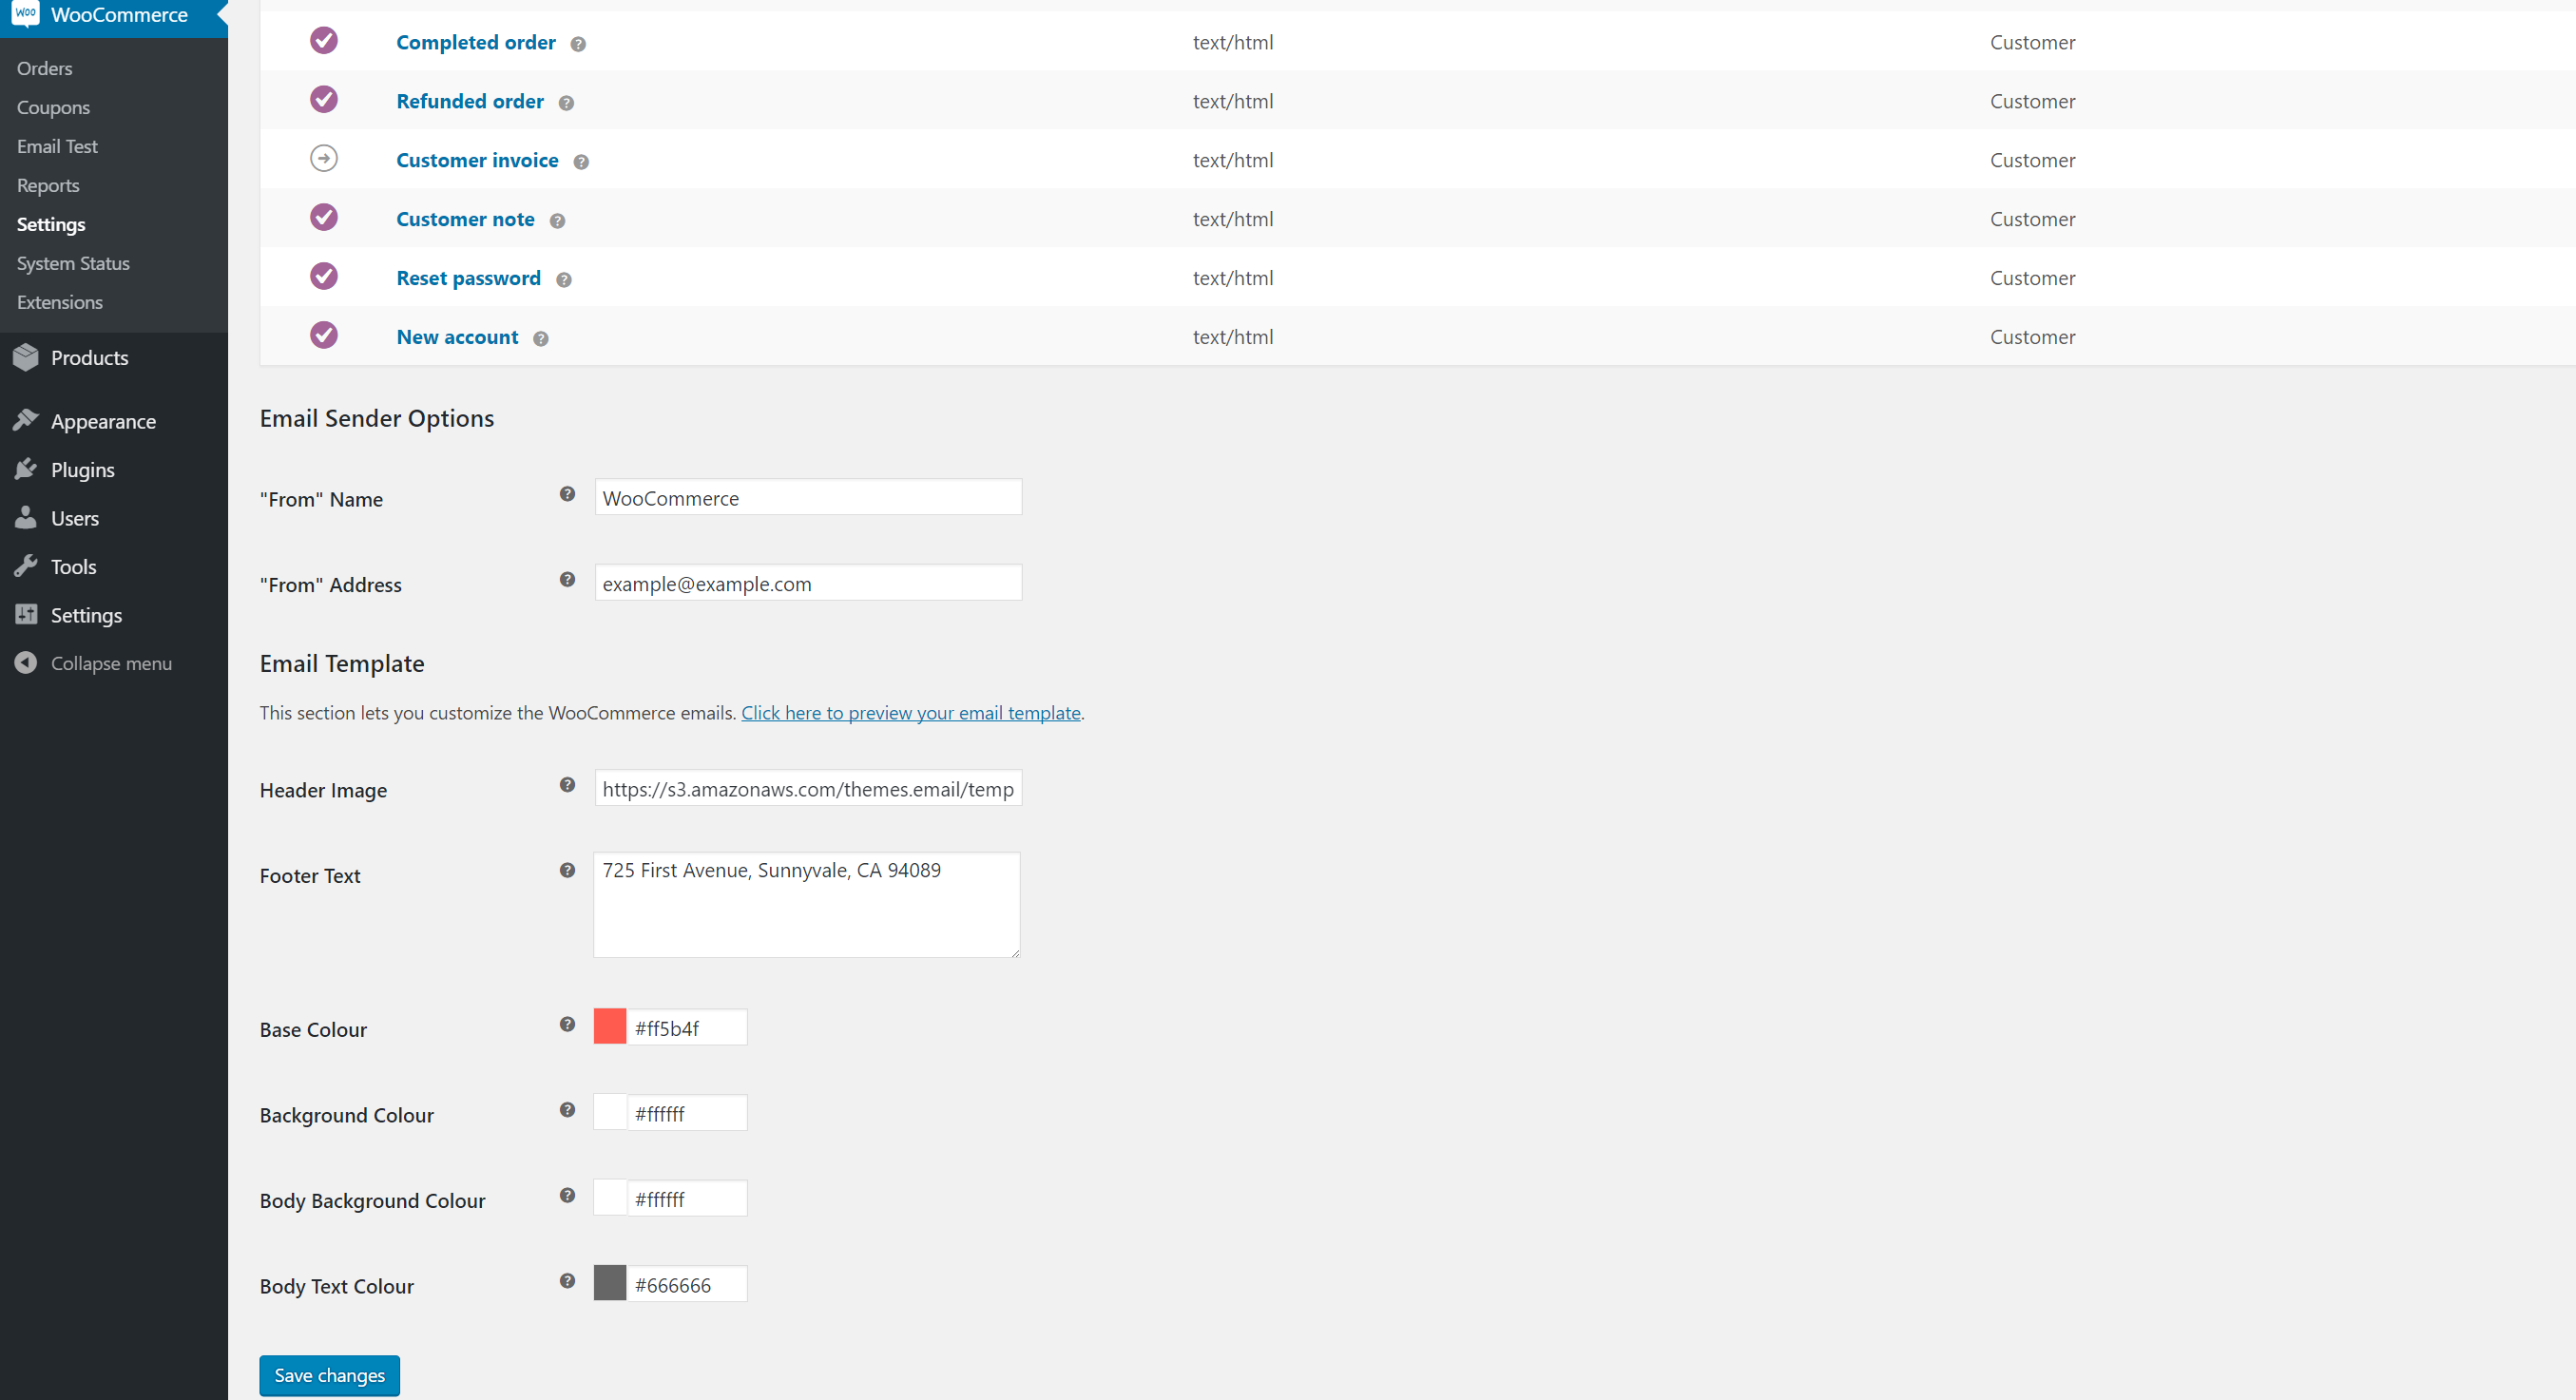 Woo WooCommerce
Orders
Coupons
Email Test
Reports
Settings
System Status
Extensions
Products
Appearance
Plugins
Users
Tools
Settings
Collapse menu
Completed order ? text/html Customer
Refunded order ? text/html Customer
Customer invoice ? text/html Customer
Customer note ? text/html Customer
Reset password ? text/html Customer
New account ? text/html Customer
Email Sender Options
"From" Name ? WooCommerce
"From" Address ? example@example.com
Email Template
This section lets you customize the WooCommerce emails. Click here to preview your email template.
Header Image ? https://s3.amazonaws.com/themes.email/temp
Footer Text ? 725 First Avenue, Sunnyvale, CA 94089
Base Colour ? #ff5b4f
Background Colour ? #ffffff
Body Background Colour ? #ffffff
Body Text Colour ? #666666
Save changes